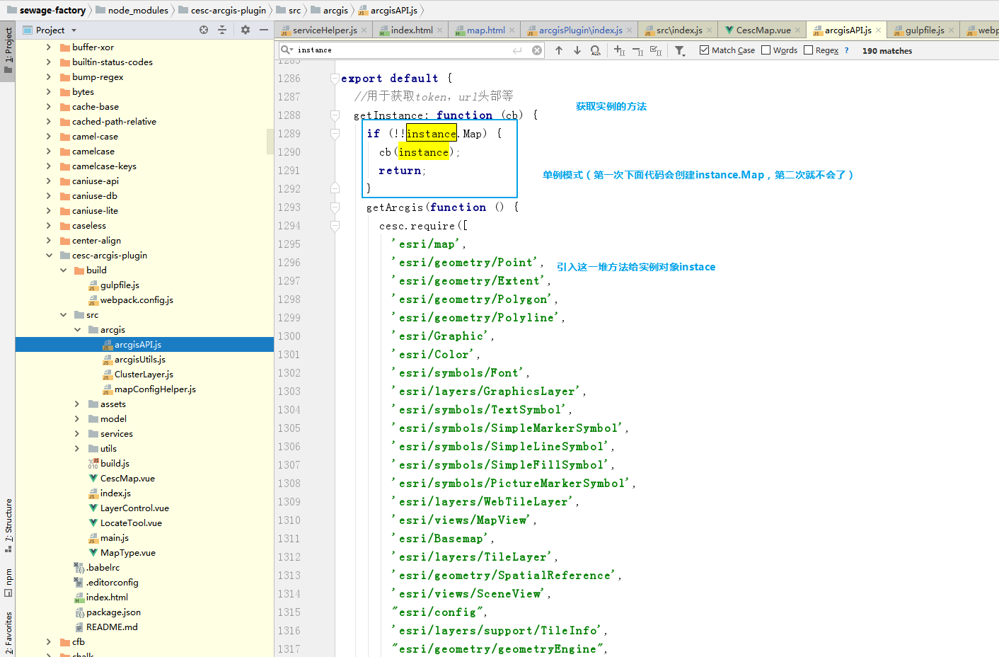 sewage-factory node_modules cesc-arcgis-plugin src arcgis arcgisAPI.js
1: Project
Project
serviceHelper.js index.html map.html arcgisPlugin\index.js src\index.js CescMap.vue arcgisAPI.js gulpfile.js webp
instance
Match Case Words Regex ? 190 matches
buffer-xor
builtin-status-codes
bump-regex
bytes
cache-base
cached-path-relative
camel-case
camelcase
camelcase-keys
caniuse-api
caniuse-db
caniuse-lite
caseless
center-align
cesc-arcgis-plugin
build
gulpfile.js
webpack.config.js
src
arcgis
arcgisAPI.js
arcgisUtils.js
ClusterLayer.js
mapConfigHelper.js
assets
model
services
utils
build.js
CescMap.vue
index.js
LayerControl.vue
LocateTool.vue
main.js
MapType.vue
.babelrc
.editorconfig
index.html
package.json
README.md
cfb
chalk
7: Structure
npm
2: Favorites
1285
1286 export default {
1287 //用于获取token，url头部等
1288 getInstance: function (cb) {
获取实例的方法
1289 if (!!instance.Map) {
1290 cb(instance);
1291 return;
单例模式（第一次下面代码会创建instance.Map，第二次就不会了）
1292 }
1293 getArcgis(function () {
1294 cesc.require([
1295 'esri/map',
1296 'esri/geometry/Point',
引入这一堆方法给实例对象instace
1297 'esri/geometry/Extent',
1298 'esri/geometry/Polygon',
1299 'esri/geometry/Polyline',
1300 'esri/Graphic',
1301 'esri/Color',
1302 'esri/symbols/Font',
1303 'esri/layers/GraphicsLayer',
1304 'esri/symbols/TextSymbol',
1305 'esri/symbols/SimpleMarkerSymbol',
1306 'esri/symbols/SimpleLineSymbol',
1307 'esri/symbols/SimpleFillSymbol',
1308 'esri/symbols/PictureMarkerSymbol',
1309 'esri/layers/WebTileLayer',
1310 'esri/views/MapView',
1311 'esri/Basemap',
1312 'esri/layers/TileLayer',
1313 'esri/geometry/SpatialReference',
1314 'esri/views/SceneView',
1315 "esri/config",
1316 'esri/layers/support/TileInfo',
1317 "esri/geometry/geometryEngine",